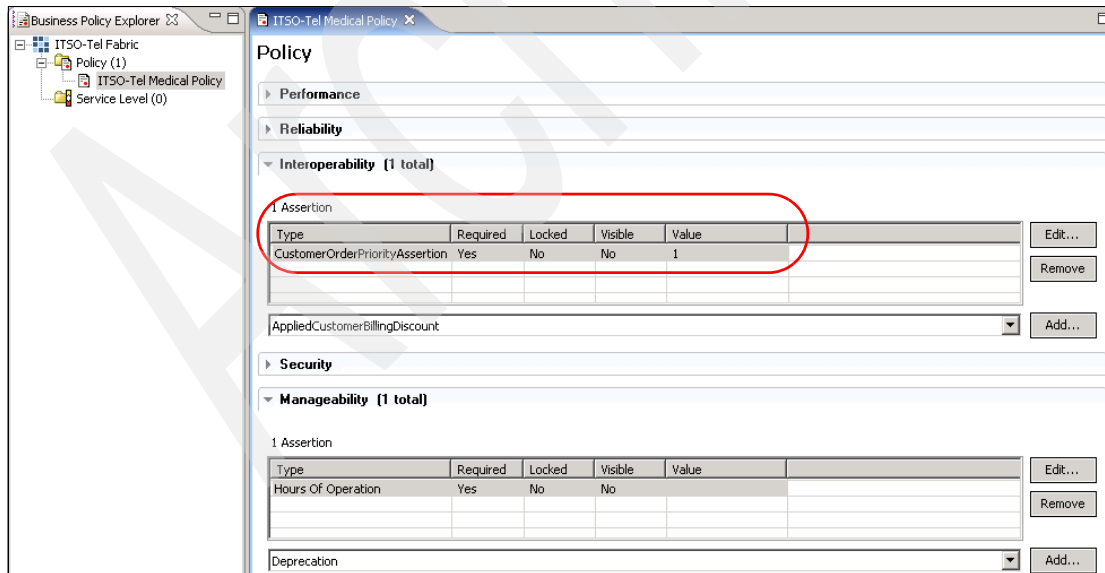 Business Policy Explorer
ITSO-Tel Fabric
Policy (1)
ITSO-Tel Medical Policy
Service Level (0)
ITSO-Tel Medical Policy
Policy
Performance
Reliability
Interoperability (1 total)
1 Assertion
Type Required Locked Visible Value
CustomerOrderPriorityAssertion Yes No No 1
Edit...
Remove
AppliedCustomerBillingDiscount
Add...
Security
Manageability (1 total)
1 Assertion
Type Required Locked Visible Value
Hours Of Operation Yes No No
Edit...
Remove
Deprecation
Add...